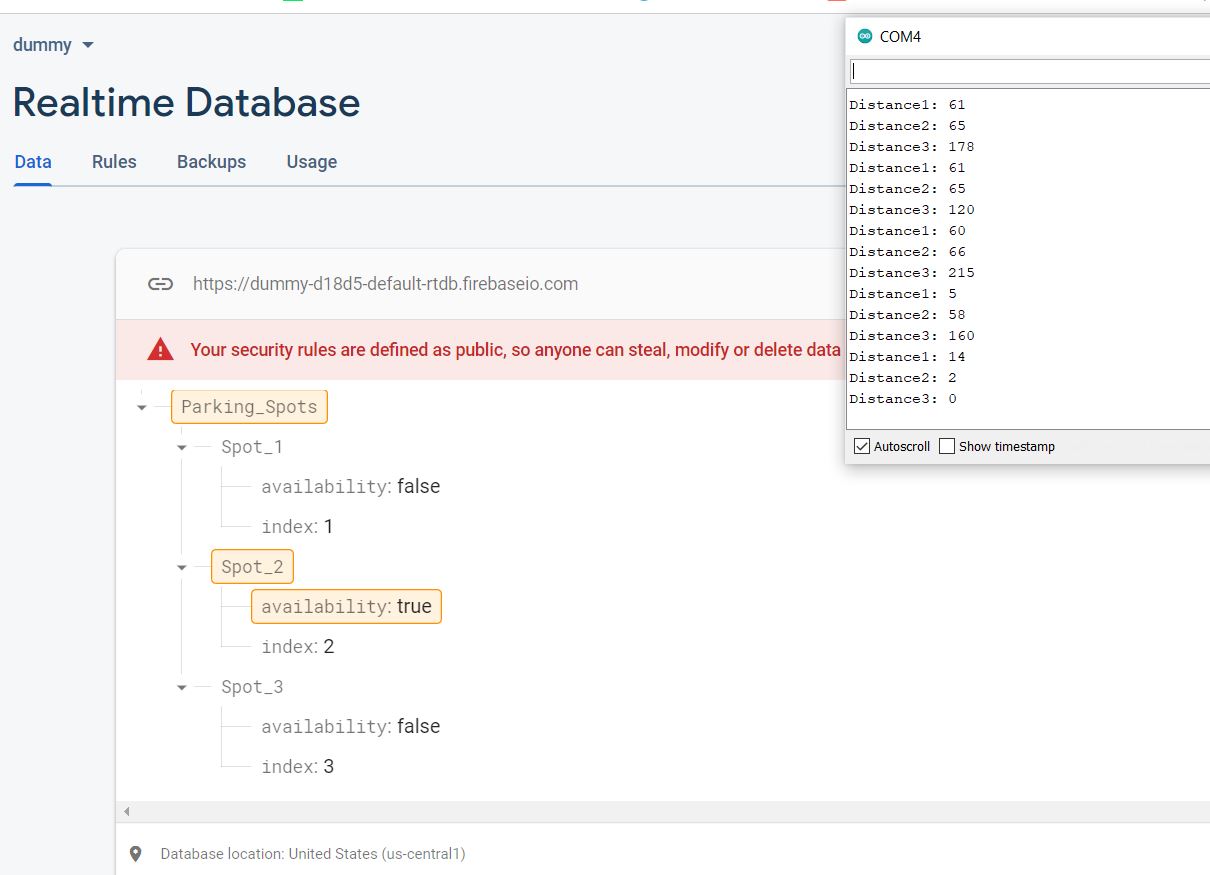 dummy
Realtime Database
Data Rules Backups Usage
https://dummy-d18d5-default-rtdb.firebaseio.com
Your security rules are defined as public, so anyone can steal, modify or delete data
Parking_Spots
Spot_1
availability: false
index: 1
Spot_2
availability: true
index: 2
Spot_3
availability: false
index: 3
Database location: United States (us-central1)
COM4
Distance1: 61
Distance2: 65
Distance3: 178
Distance1: 61
Distance2: 65
Distance3: 120
Distance1: 60
Distance2: 66
Distance3: 215
Distance1: 5
Distance2: 58
Distance3: 160
Distance1: 14
Distance2: 2
Distance3: 0
Autoscroll Show timestamp